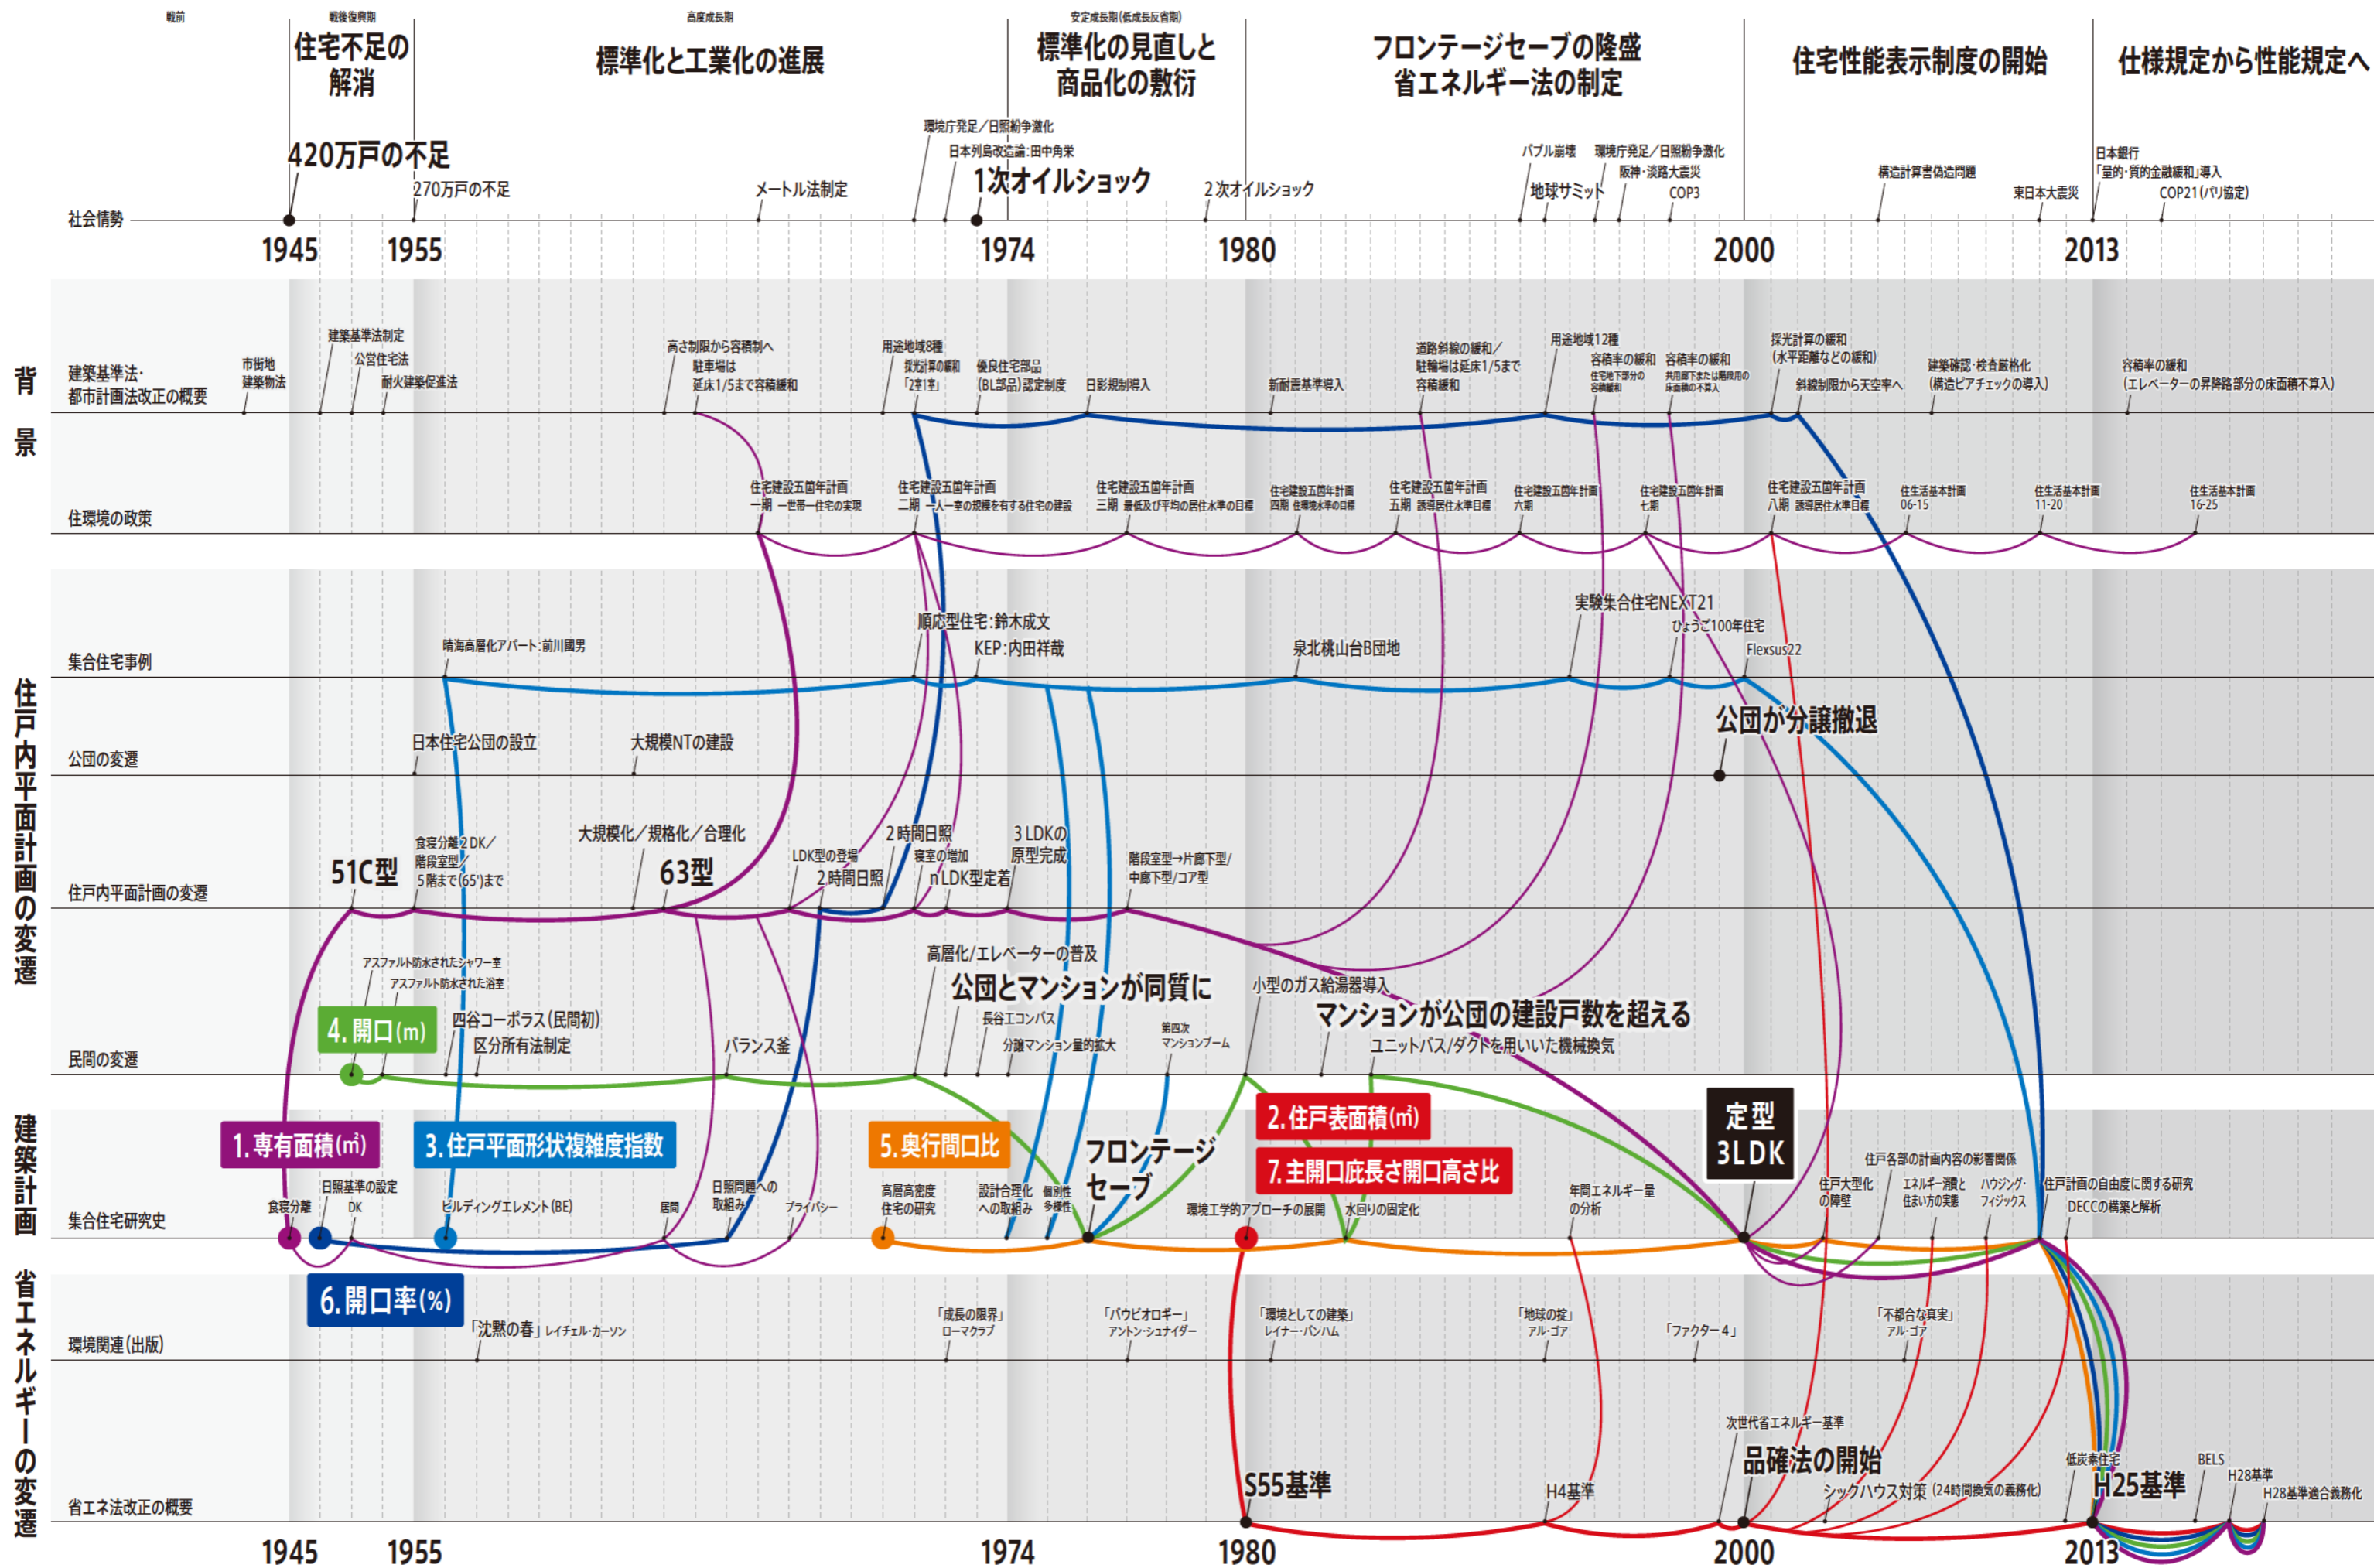 戦前
戦後復興期
高度成長期
安定成長期(低成長反省期)
住宅不足の
解消
標準化と工業化の進展
標準化の見直しと
商品化の敷衍
フロンテージセーブの隆盛
省エネルギー法の制定
住宅性能表示制度の開始
仕様規定から性能規定へ
420万戸の不足
270万戸の不足
メートル法制定
環境庁発足／日照紛争激化
日本列島改造論：田中角栄
1次オイルショック
2次オイルショック
バブル崩壊
地球サミット
環境庁発足／日照紛争激化
阪神・淡路大震災
COP3
構造計算書偽造問題
東日本大震災
日本銀行
「量的・質的金融緩和」導入
COP21（パリ協定）
社会情勢
1945
1955
1974
1980
2000
2013
背景
建築基準法・
都市計画法改正の概要
市街地
建築物法
建築基準法制定
公営住宅法
耐火建築促進法
高さ制限から容積制へ
駐車場は
延床1/5まで容積緩和
用途地域8種
採光計算の緩和
「2室1室」
優良住宅部品
（BL部品）認定制度
日影規制導入
新耐震基準導入
道路斜線の緩和／
駐輪場は延床1/5まで
容積緩和
用途地域12種
容積率の緩和
住宅地下部分の
容積緩和
容積率の緩和
共用廊下または階段用の
床面積の不算入
採光計算の緩和
（水平距離などの緩和）
斜線制限から天空率へ
建築確認・検査厳格化
（構造ピアチェックの導入）
容積率の緩和
（エレベーターの昇降路部分の床面積不算入）
住環境の政策
住宅建設五箇年計画
一期 一世帯一住宅の実現
住宅建設五箇年計画
二期 一人一室の規模を有する住宅の建設
住宅建設五箇年計画
三期 最低及び平均の居住水準の目標
住宅建設五箇年計画
四期 住環境水準の目標
住宅建設五箇年計画
五期 誘導居住水準目標
住宅建設五箇年計画
六期
住宅建設五箇年計画
七期
住宅建設五箇年計画
八期 誘導居住水準目標
住生活基本計画
06-15
住生活基本計画
11-20
住生活基本計画
16-25
住戸内平面計画の変遷
集合住宅事例
晴海高層化アパート：前川國男
順応型住宅：鈴木成文
KEP：内田祥哉
泉北桃山台B団地
実験集合住宅NEXT21
ひょうご100年住宅
Flexsus22
公団の変遷
日本住宅公団の設立
大規模NTの建設
公団が分譲撤退
住戸内平面計画の変遷
51C型
食寝分離2DK／
階段室型／
5階まで(65')まで
大規模化／規格化／合理化
63型
LDK型の登場
2時間日照
2時間日照
寝室の増加
nLDK型定着
3LDKの
原型完成
階段室型→片廊下型/
中廊下型/コア型
民間の変遷
アスファルト防水されたシャワー室
アスファルト防水された浴室
4.開口(m)
四谷コーポラス（民間初）
区分所有法制定
バランス釜
高層化/エレベーターの普及
公団とマンションが同質に
長谷工コンパス
分譲マンション量的拡大
第四次
マンションブーム
小型のガス給湯器導入
マンションが公団の建設戸数を超える
ユニットバス/ダクトを用いいた機械換気
建築計画
集合住宅研究史
1.専有面積(㎡)
食寝分離
日照基準の設定
DK
3.住戸平面形状複雑度指数
ビルディングエレメント(BE)
居間
日照問題への
取組み
プライバシー
5.奥行間口比
高層高密度
住宅の研究
設計合理化
への取組み
個別性
多様性
フロンテージ
セーブ
2.住戸表面積(㎡)
7.主開口庇長さ開口高さ比
環境工学的アプローチの展開
水回りの固定化
年間エネルギー量
の分析
定型
3LDK
住戸大型化
の障壁
住戸各部の計画内容の影響関係
エネルギー消費と
住まい方の実態
ハウジング・
フィジックス
住戸計画の自由度に関する研究
DECCの構築と解析
6.開口率(%)
省エネルギーの変遷
環境関連（出版）
「沈黙の春」レイチェル・カーソン
「成長の限界」
ローマクラブ
「バウビオロギー」
アントン・シュナイダー
「環境としての建築」
レイナー・バンハム
「地球の掟」
アル・ゴア
「ファクター4」
「不都合な真実」
アル・ゴア
省エネ法改正の概要
S55基準
H4基準
次世代省エネルギー基準
品確法の開始
シックハウス対策（24時間換気の義務化）
低炭素住宅
H25基準
BELS
H28基準
H28基準適合義務化
1945
1955
1974
1980
2000
2013